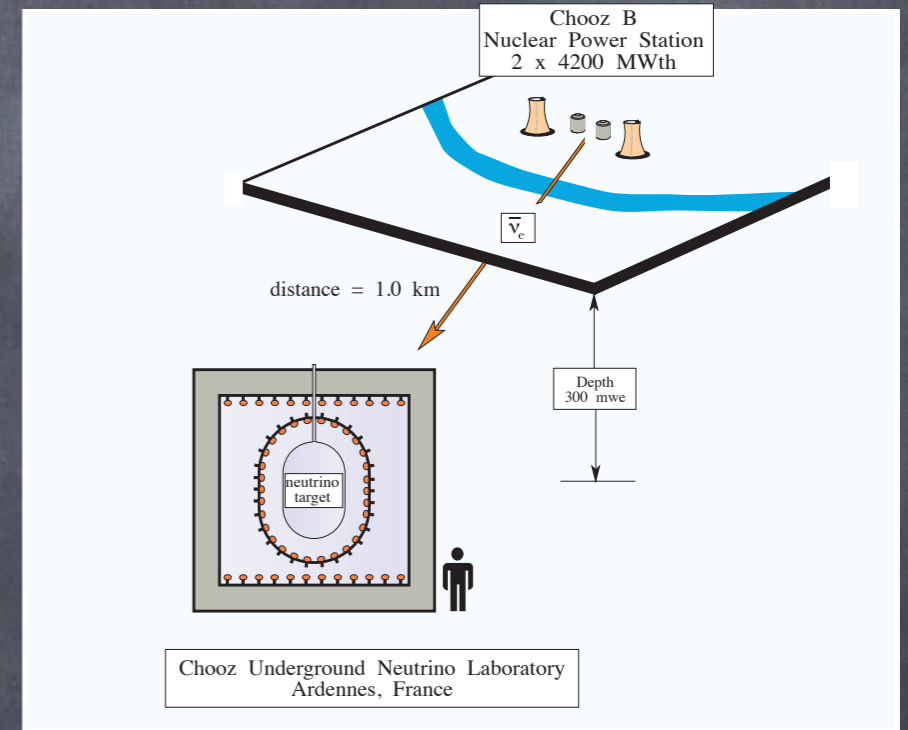 Chooz B
Nuclear Power Station
2 x 4200 MWth
ν̅e
distance = 1.0 km
Depth
300 mwe
neutrino
target
Chooz Underground Neutrino Laboratory
Ardennes, France